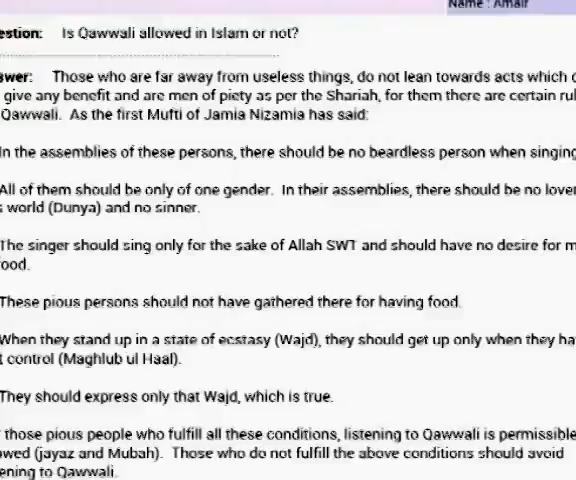 Name : Amair
estion: Is Qawwali allowed in Islam or not?
swer: Those who are far away from useless things, do not lean towards acts which
give any benefit and are men of piety as per the Shariah, for them there are certain
Qawwali. As the first Mufti of Jamia Nizamia has said:
In the assemblies of these persons, there should be no beardless person when singing
All of them should be only of one gender. In their assemblies, there should be no love
world (Dunya) and no sinner.
The singer should sing only for the sake of Allah SWT and should have no desire for m
ood.
These pious persons should not have gathered there for having food.
When they stand up in a state of ecstasy (Wajd), they should get up only when they ha
t control (Maghlub ul Haal).
They should express only that Wajd, which is true.
those pious people who fulfill all these conditions, listening to Qawwali is permissible
owed (jayaz and Mubah). Those who do not fulfill the above conditions should avoid
ening to Qawwali.